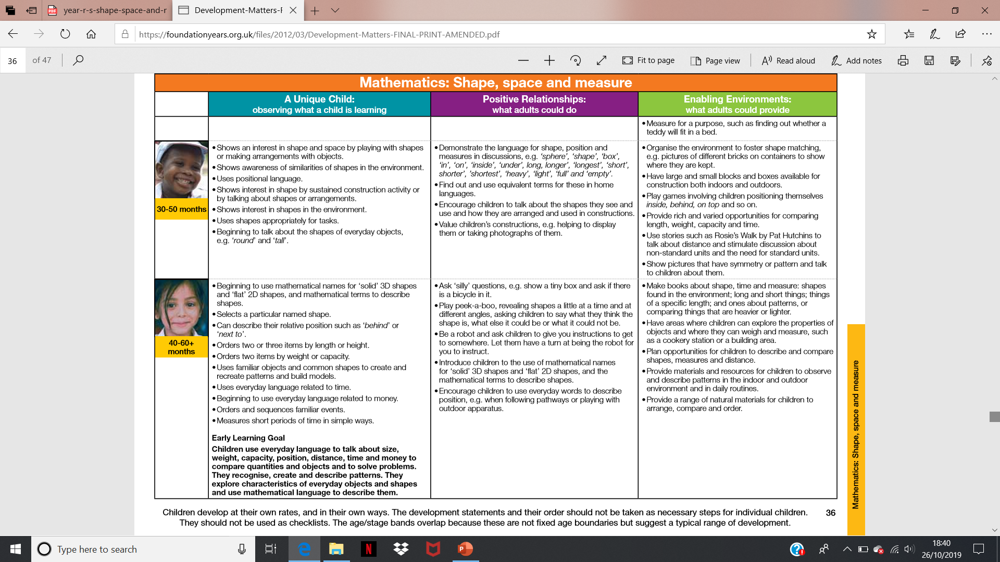 year-r-s-shape-space-and-r
Development-Matters-F
https://foundationyears.org.uk/files/2012/03/Development-Matters-FINAL-PRINT-AMENDED.pdf
36 of 47
Fit to page
Page view
Read aloud
Add notes
Mathematics: Shape, space and measure
A Unique Child:
observing what a child is learning
Positive Relationships:
what adults could do
Enabling Environments:
what adults could provide
• Measure for a purpose, such as finding out whether a
teddy will fit in a bed.
30-50 months
• Shows an interest in shape and space by playing with shapes
or making arrangements with objects.
• Shows awareness of similarities of shapes in the environment.
• Uses positional language.
• Shows interest in shape by sustained construction activity or
by talking about shapes or arrangements.
• Shows interest in shapes in the environment.
• Uses shapes appropriately for tasks.
• Beginning to talk about the shapes of everyday objects,
e.g. ‘round’ and ‘tall’.
• Demonstrate the language for shape, position and
measures in discussions, e.g. ‘sphere’, ‘shape’, ‘box’,
‘in’, ‘on’, ‘inside’, ‘under’, long, longer’, ‘longest’, ‘short’,
shorter’, ’shortest’, ‘heavy’, ‘light’, ‘full’ and ‘empty’.
• Find out and use equivalent terms for these in home
languages.
• Encourage children to talk about the shapes they see and
use and how they are arranged and used in constructions.
• Value children’s constructions, e.g. helping to display
them or taking photographs of them.
• Organise the environment to foster shape matching,
e.g. pictures of different bricks on containers to show
where they are kept.
• Have large and small blocks and boxes available for
construction both indoors and outdoors.
• Play games involving children positioning themselves
inside, behind, on top and so on.
• Provide rich and varied opportunities for comparing
length, weight, capacity and time.
• Use stories such as Rosie’s Walk by Pat Hutchins to
talk about distance and stimulate discussion about
non-standard units and the need for standard units.
• Show pictures that have symmetry or pattern and talk
to children about them.
40-60+
months
• Beginning to use mathematical names for ‘solid’ 3D shapes
and ‘flat’ 2D shapes, and mathematical terms to describe
shapes.
• Selects a particular named shape.
• Can describe their relative position such as ‘behind’ or
‘next to’.
• Orders two or three items by length or height.
• Orders two items by weight or capacity.
• Uses familiar objects and common shapes to create and
recreate patterns and build models.
• Uses everyday language related to time.
• Beginning to use everyday language related to money.
• Orders and sequences familiar events.
• Measures short periods of time in simple ways.
Early Learning Goal
Children use everyday language to talk about size,
weight, capacity, position, distance, time and money to
compare quantities and objects and to solve problems.
They recognise, create and describe patterns. They
explore characteristics of everyday objects and shapes
and use mathematical language to describe them.
• Ask ‘silly’ questions, e.g. show a tiny box and ask if there
is a bicycle in it.
• Play peek-a-boo, revealing shapes a little at a time and at
different angles, asking children to say what they think the
shape is, what else it could be or what it could not be.
• Be a robot and ask children to give you instructions to get
to somewhere. Let them have a turn at being the robot for
you to instruct.
• Introduce children to the use of mathematical names
for ‘solid’ 3D shapes and ‘flat’ 2D shapes, and the
mathematical terms to describe shapes.
• Encourage children to use everyday words to describe
position, e.g. when following pathways or playing with
outdoor apparatus.
• Make books about shape, time and measure: shapes
found in the environment; long and short things; things
of a specific length; and ones about patterns, or
comparing things that are heavier or lighter.
• Have areas where children can explore the properties of
objects and where they can weigh and measure, such
as a cookery station or a building area.
• Plan opportunities for children to describe and compare
shapes, measures and distance.
• Provide materials and resources for children to observe
and describe patterns in the indoor and outdoor
environment and in daily routines.
• Provide a range of natural materials for children to
arrange, compare and order.
Mathematics: Shape, space and measure
Children develop at their own rates, and in their own ways. The development statements and their order should not be taken as necessary steps for individual children.
They should not be used as checklists. The age/stage bands overlap because these are not fixed age boundaries but suggest a typical range of development.
36
Type here to search
N
P
18:40
26/10/2019